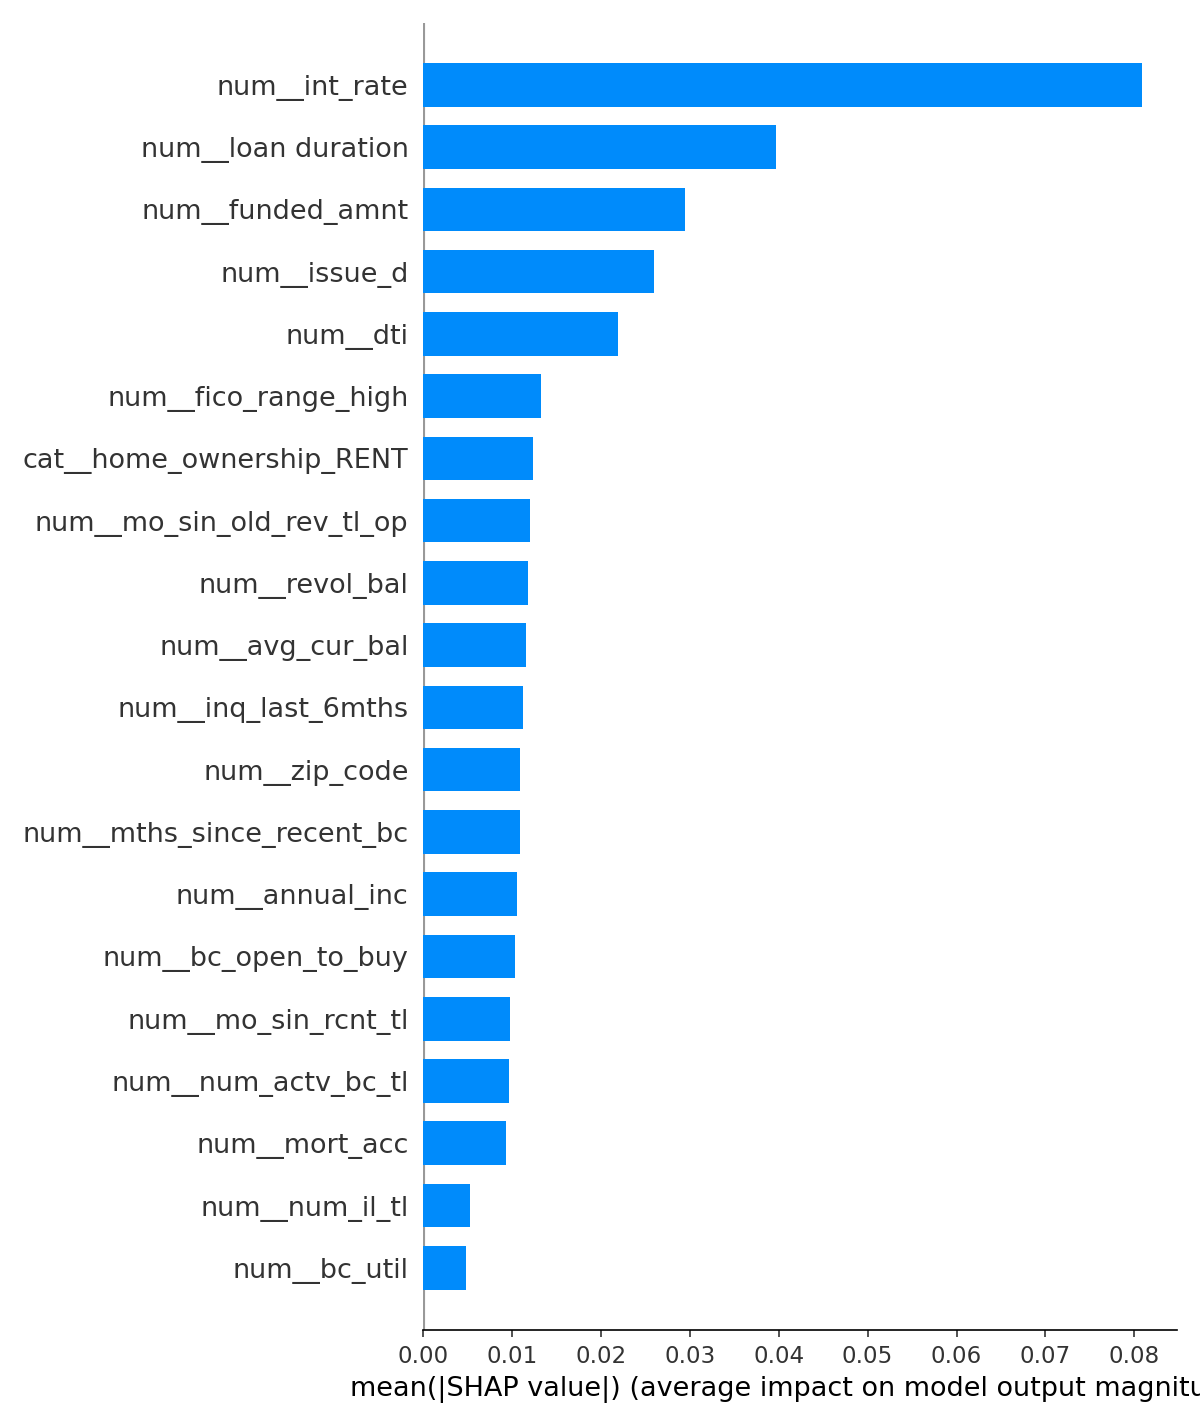 num__int_rate
num__loan duration
num__funded_amnt
num__issue_d
num__dti
num__fico_range_high
cat__home_ownership_RENT
num__mo_sin_old_rev_tl_op
num__revol_bal
num__avg_cur_bal
num__inq_last_6mths
num__zip_code
num__mths_since_recent_bc
num__annual_inc
num__bc_open_to_buy
num__mo_sin_rcnt_tl
num__num_actv_bc_tl
num__mort_acc
num__num_il_tl
num__bc_util
0.00 0.01 0.02 0.03 0.04 0.05 0.06 0.07 0.08
mean(|SHAP value|) (average impact on model output magnitu